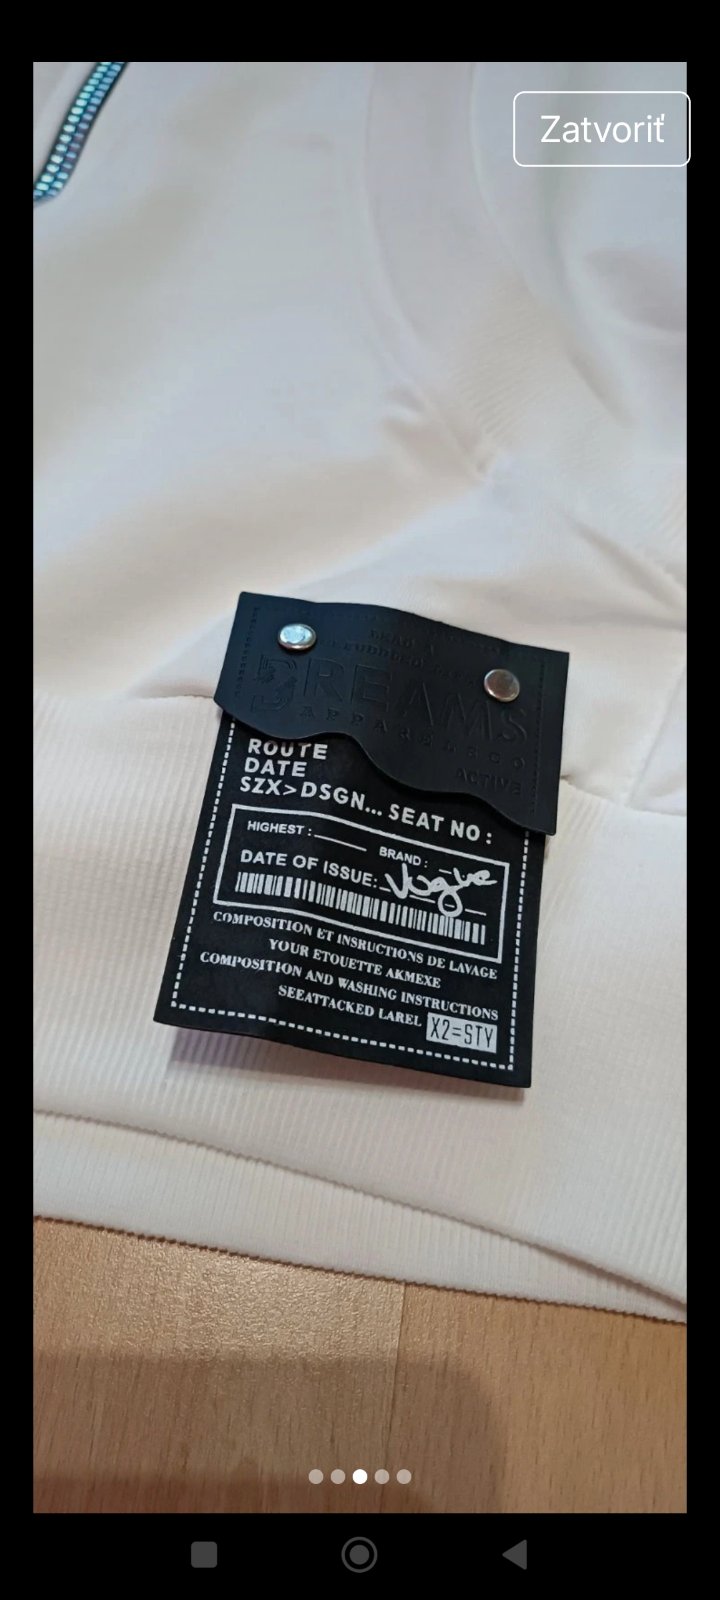 Zatvoriť
DREAMS
ACTIVE
ROUTE
DATE
SZX>DSGN... SEAT NO :
HIGHEST :
BRAND :
DATE OF ISSUE: Vogue
COMPOSITION ET INSRUCTIONS DE LAVAGE
YOUR ETOUETTE AKMEXE
COMPOSITION AND WASHING INSTRUCTIONS
SEEATTACKED LAREL X2=STY